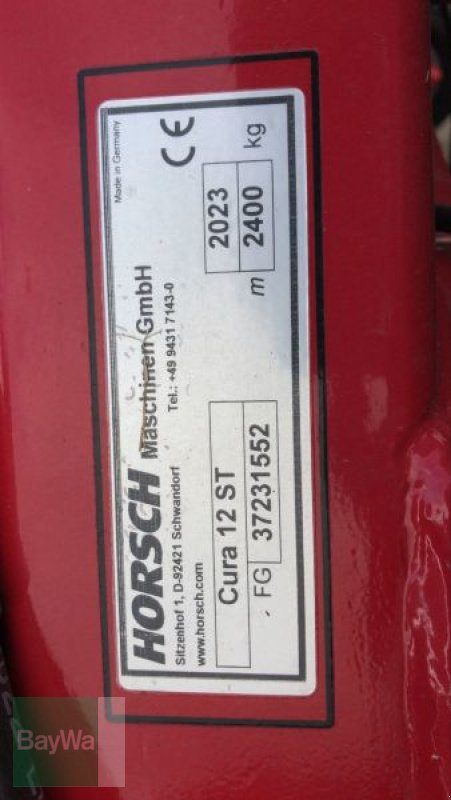 HORSCH Maschinen GmbH
Made in Germany
Sitzenhof 1, D-92421 Schwandorf Tel.: +49 9431 7143-0
www.horsch.com
CE
Cura 12 ST 2023
FG 37231552 m 2400 kg
BayWa